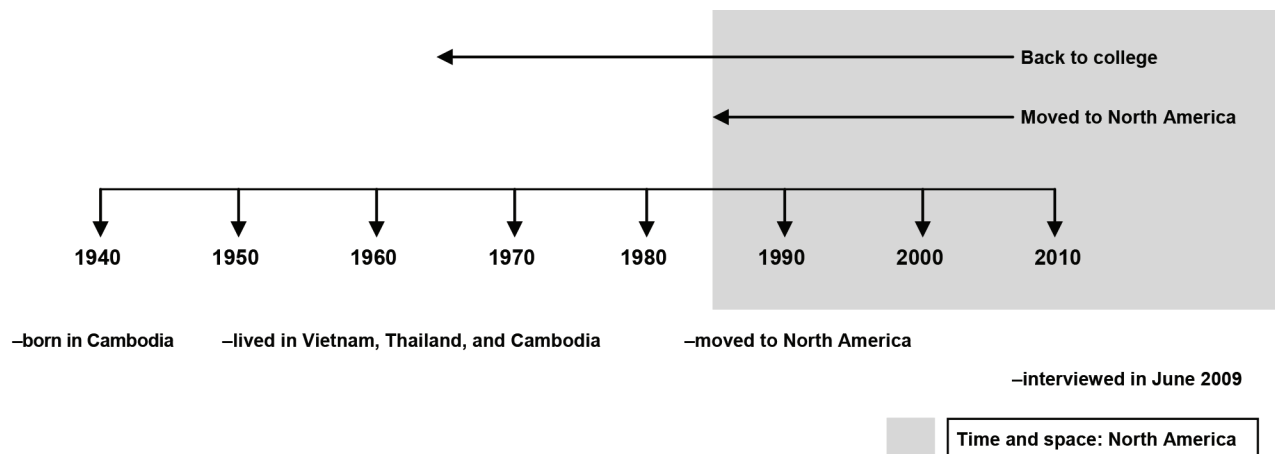 Back to college
Moved to North America
1940 1950 1960 1970 1980 1990 2000 2010
–born in Cambodia –lived in Vietnam, Thailand, and Cambodia –moved to North America
–interviewed in June 2009
Time and space: North America